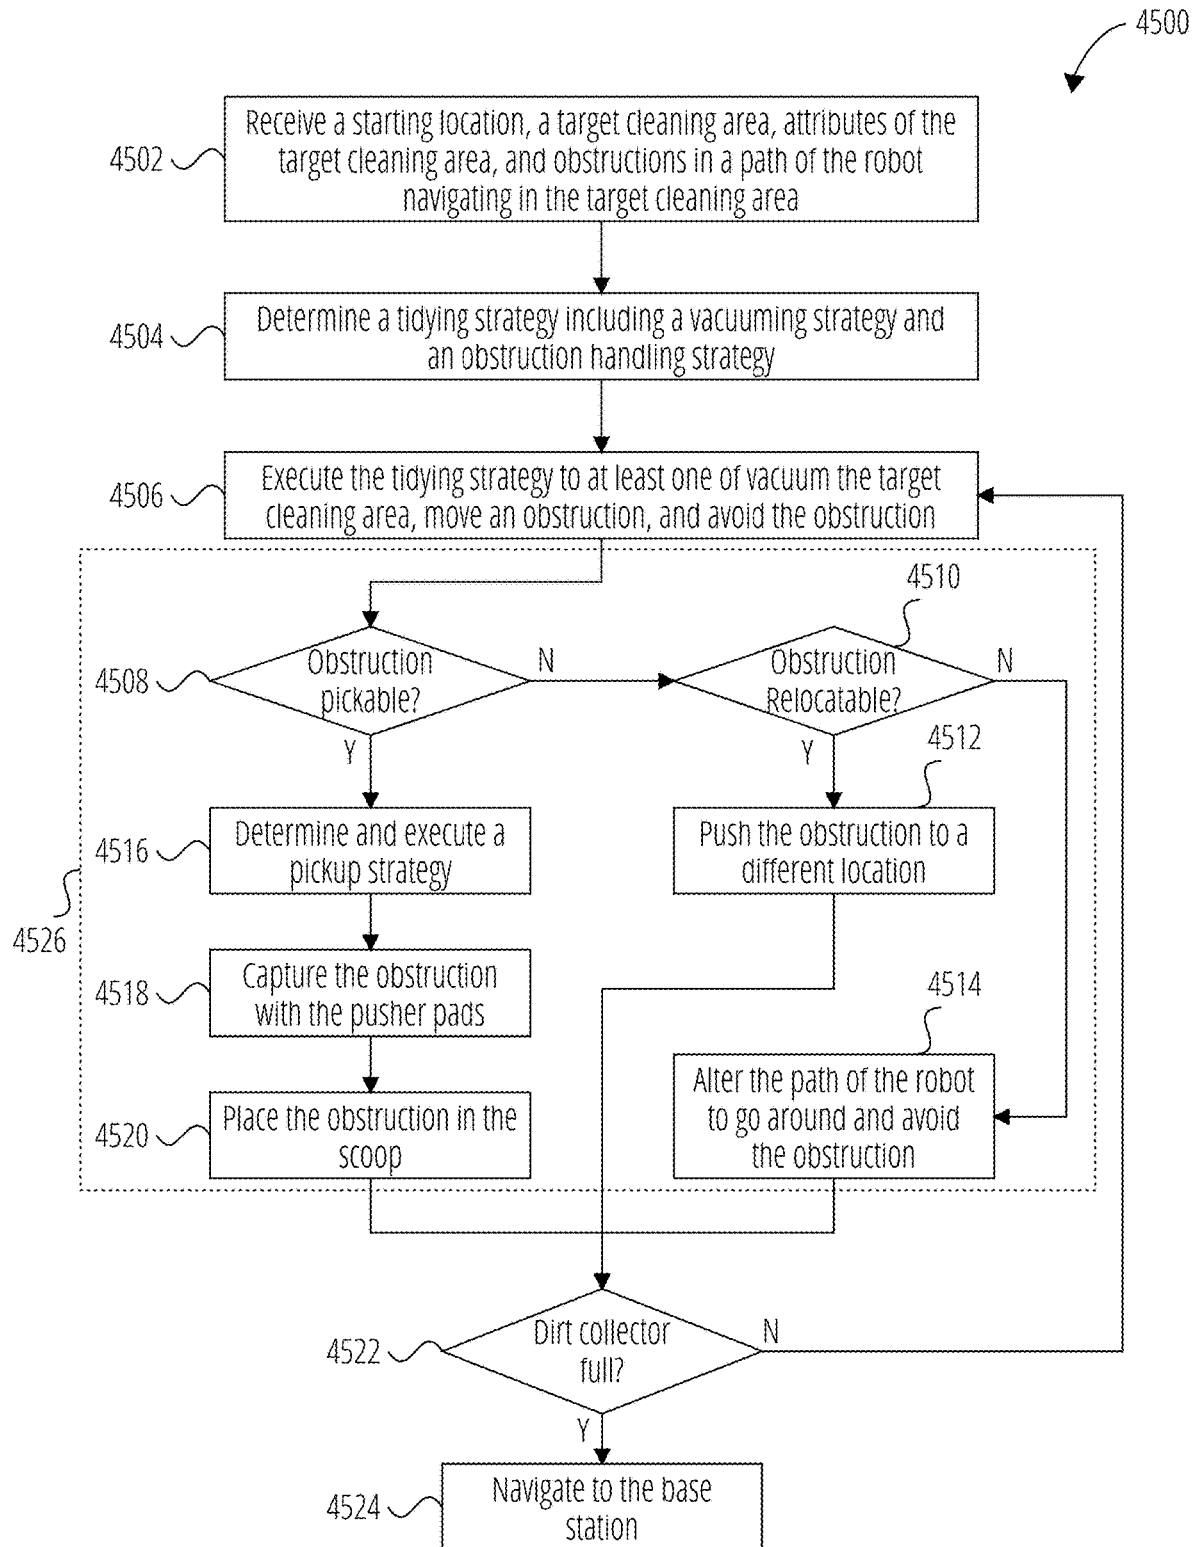 4500
Receive a starting location, a target cleaning area, attributes of the
target cleaning area, and obstructions in a path of the robot
navigating in the target cleaning area
4502
Determine a tidying strategy including a vacuuming strategy and
an obstruction handling strategy
4504
Execute the tidying strategy to at least one of vacuum the target
cleaning area, move an obstruction, and avoid the obstruction
4506
4510
Obstruction
pickable?
4508
N
Y
Obstruction
Relocatable?
N
Y
4512
Determine and execute a
pickup strategy
4516
Push the obstruction to a
different location
4526
Capture the obstruction
with the pusher pads
4518
4514
Place the obstruction in the
scoop
4520
Alter the path of the robot
to go around and avoid
the obstruction
Dirt collector
full?
4522
N
Y
Navigate to the base
station
4524